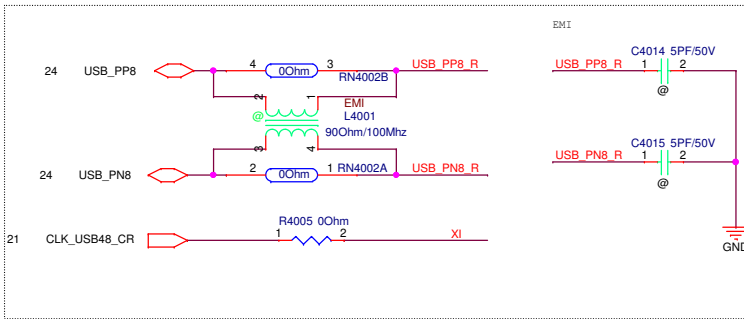 EMI
C4014 5PF/50V
24 USB_PP8 4 0Ohm 3 USB_PP8_R USB_PP8_R 1 2
RN4002B
@
2 1 EMI
@ L4001
90Ohm/100Mhz
3 4
C4015 5PF/50V
24 USB_PN8 2 0Ohm 1 RN4002A USB_PN8_R USB_PN8_R 1 2
@
R4005 0Ohm
21 CLK_USB48_CR 1 2 XI
GND